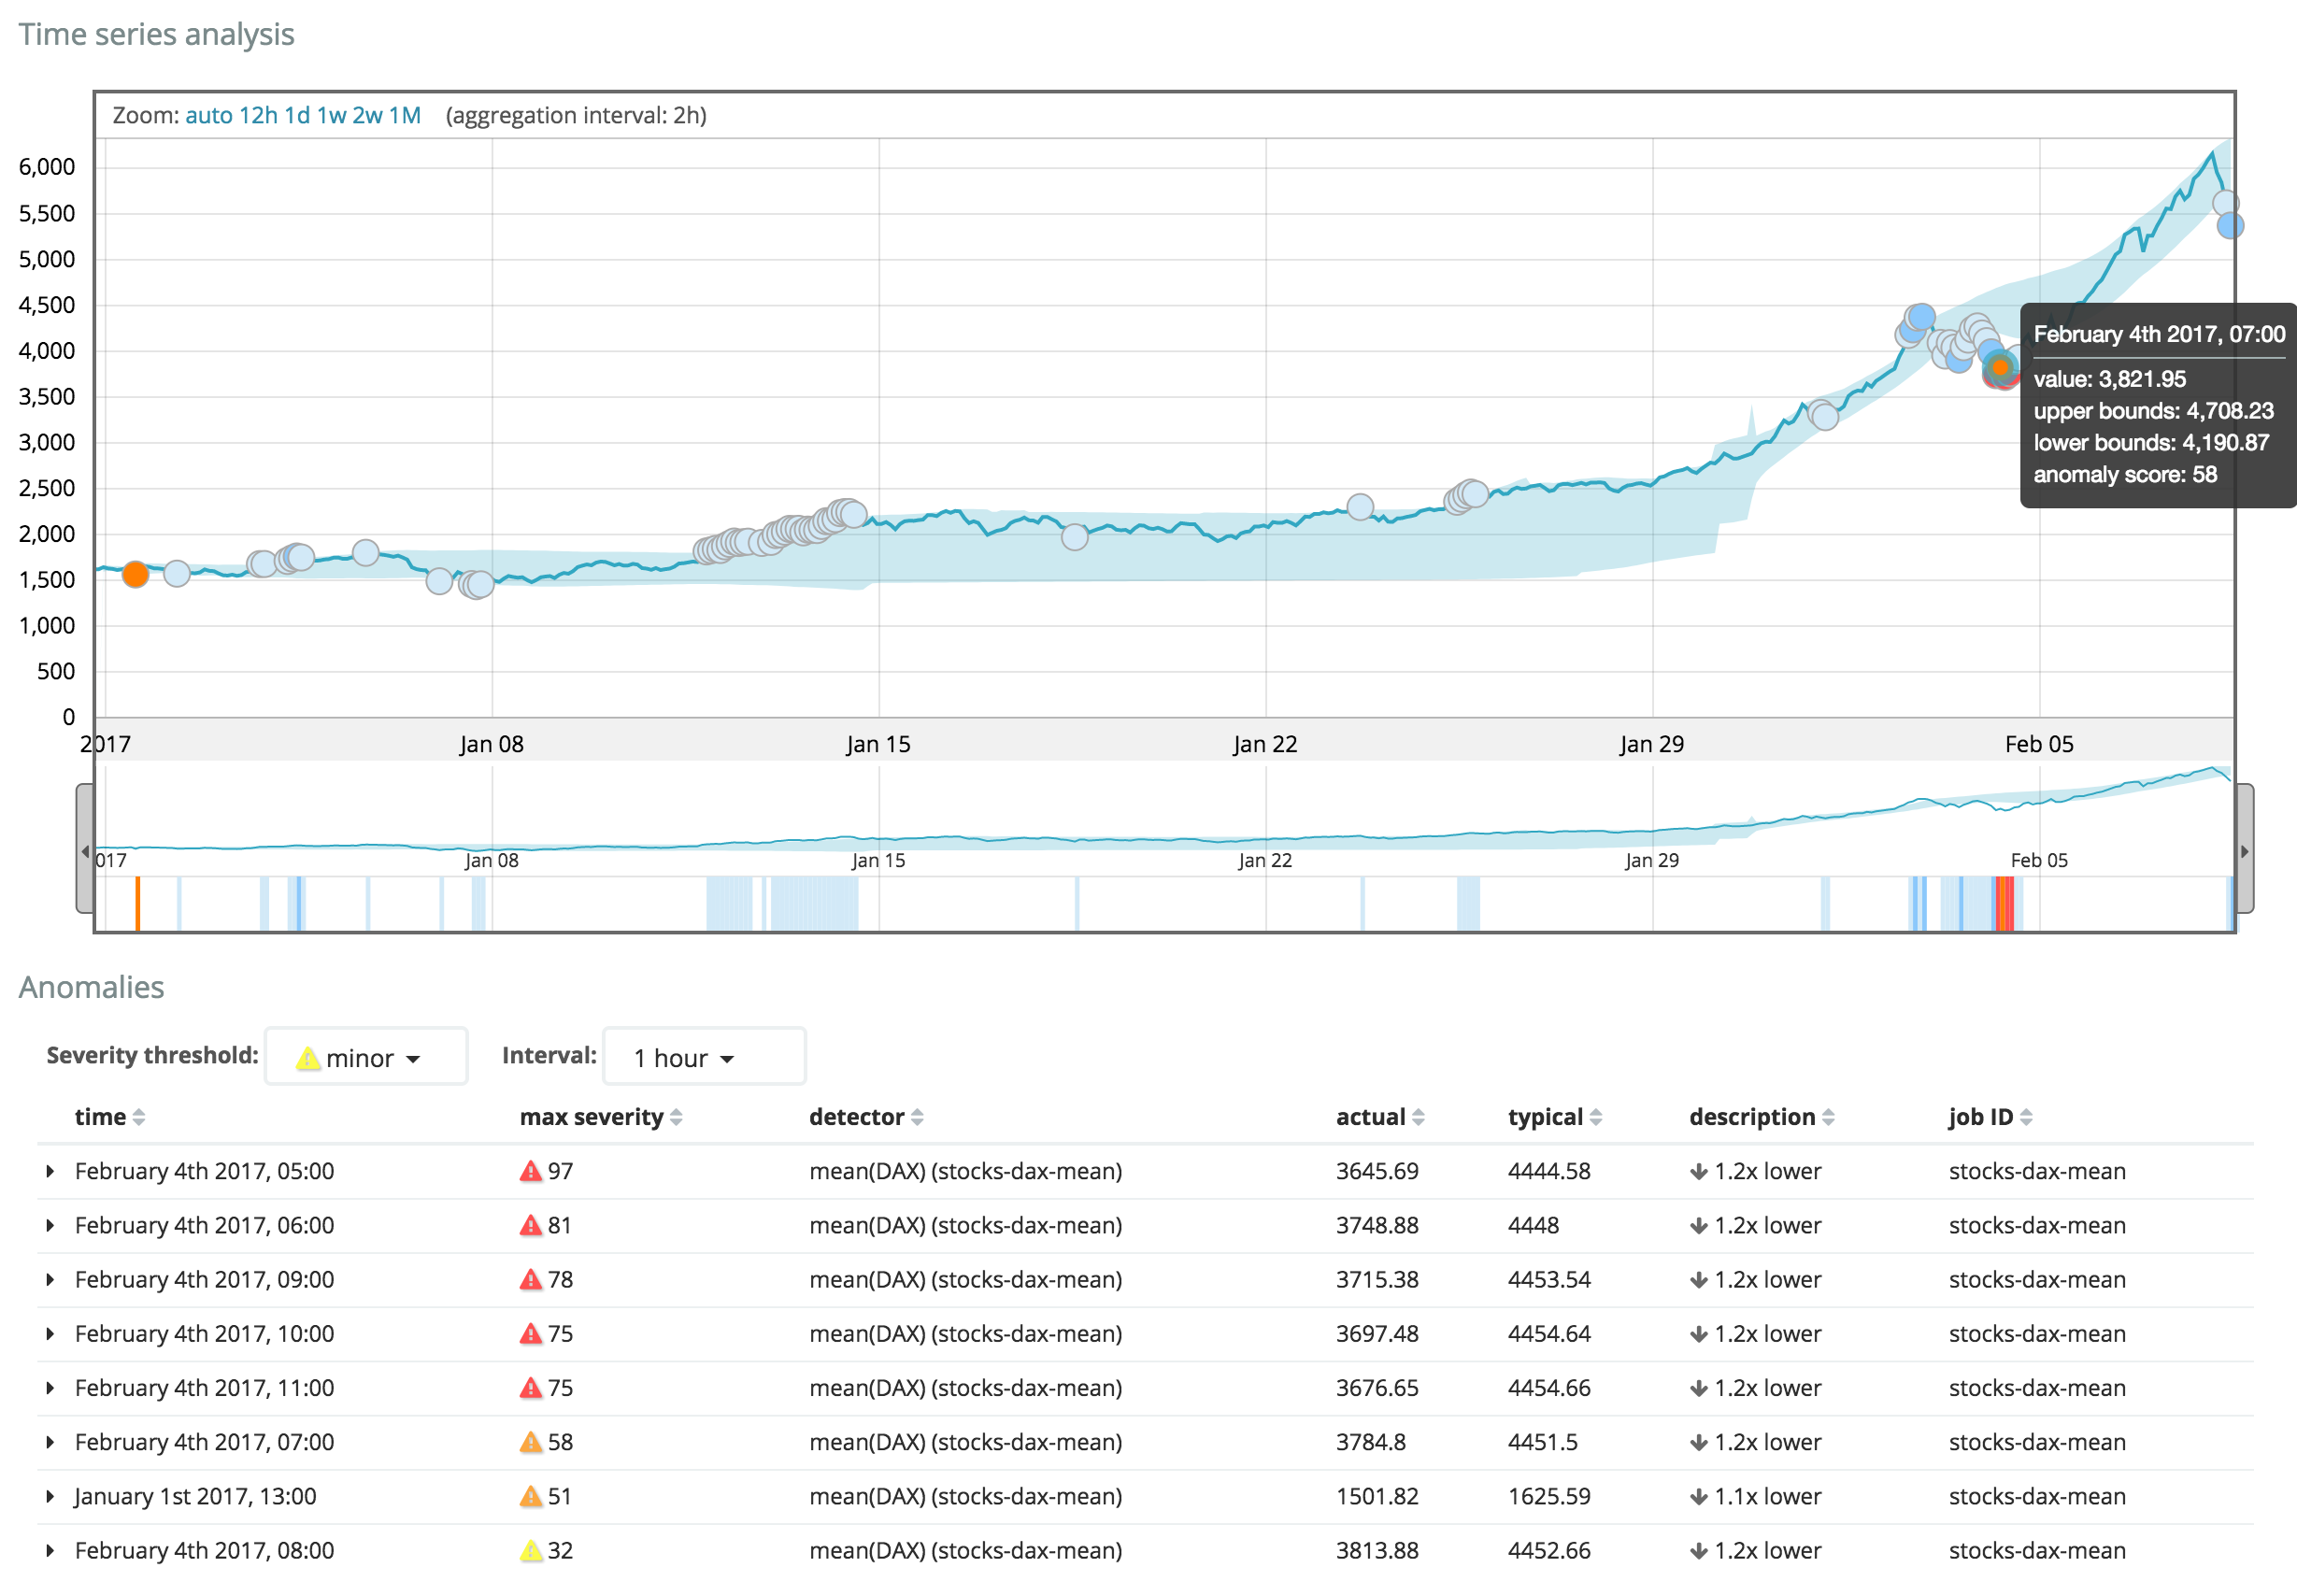 Time series analysis
Zoom: auto 12h 1d 1w 2w 1M (aggregation interval: 2h)
6,000
5,500
5,000
4,500
4,000
3,500
3,000
2,500
2,000
1,500
1,000
500
0
February 4th 2017, 07:00
value: 3,821.95
upper bounds: 4,708.23
lower bounds: 4,190.87
anomaly score: 58
2017 Jan 08 Jan 15 Jan 22 Jan 29 Feb 05
017 Jan 08 Jan 15 Jan 22 Jan 29 Feb 05
Anomalies
Severity threshold: minor Interval: 1 hour
time max severity detector actual typical description job ID
February 4th 2017, 05:00 97 mean(DAX) (stocks-dax-mean) 3645.69 4444.58 1.2x lower stocks-dax-mean
February 4th 2017, 06:00 81 mean(DAX) (stocks-dax-mean) 3748.88 4448 1.2x lower stocks-dax-mean
February 4th 2017, 09:00 78 mean(DAX) (stocks-dax-mean) 3715.38 4453.54 1.2x lower stocks-dax-mean
February 4th 2017, 10:00 75 mean(DAX) (stocks-dax-mean) 3697.48 4454.64 1.2x lower stocks-dax-mean
February 4th 2017, 11:00 75 mean(DAX) (stocks-dax-mean) 3676.65 4454.66 1.2x lower stocks-dax-mean
February 4th 2017, 07:00 58 mean(DAX) (stocks-dax-mean) 3784.8 4451.5 1.2x lower stocks-dax-mean
January 1st 2017, 13:00 51 mean(DAX) (stocks-dax-mean) 1501.82 1625.59 1.1x lower stocks-dax-mean
February 4th 2017, 08:00 32 mean(DAX) (stocks-dax-mean) 3813.88 4452.66 1.2x lower stocks-dax-mean